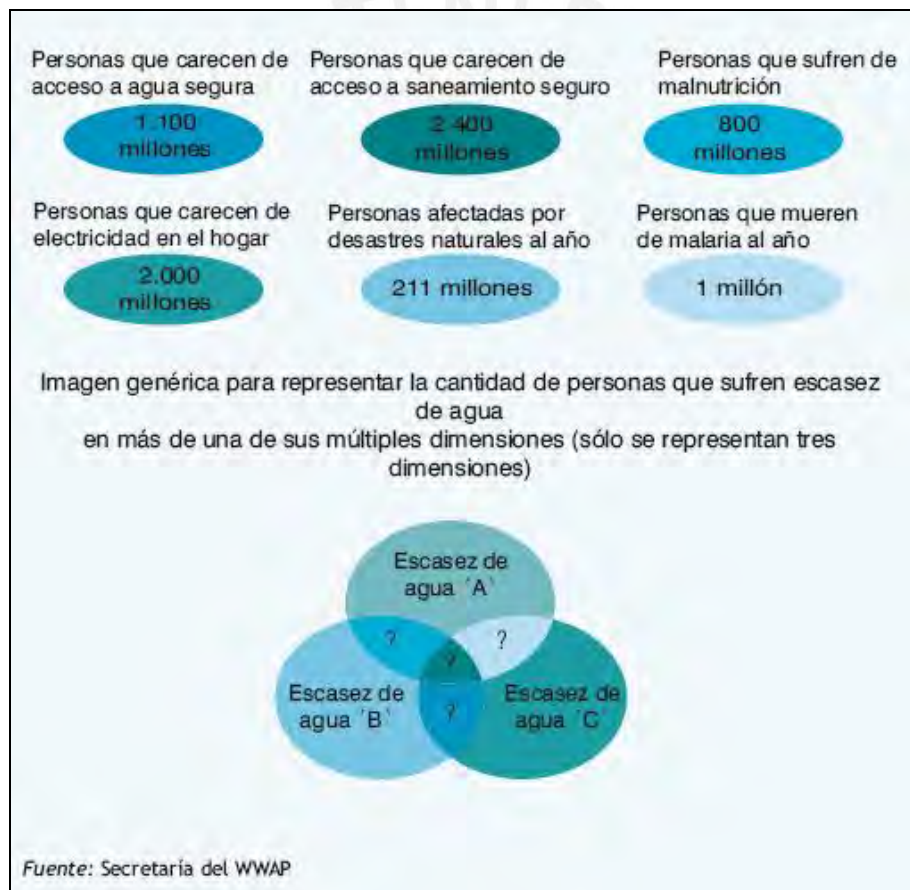 Personas que carecen de
acceso a agua segura
1.100
millones
Personas que carecen de
acceso a saneamiento seguro
2 400
millones
Personas que sufren de
malnutrición
800
millones
Personas que carecen de
electricidad en el hogar
2.000
millones
Personas afectadas por
desastres naturales al año
211 millones
Personas que mueren
de malaria al año
1 millón
Imagen genérica para representar la cantidad de personas que sufren escasez
de agua
en más de una de sus múltiples dimensiones (sólo se representan tres
dimensiones)
Escasez de
agua ´A`
?
?
?
Escasez de
agua ´B`
?
Escasez de
agua ´C`
Fuente: Secretaría del WWAP